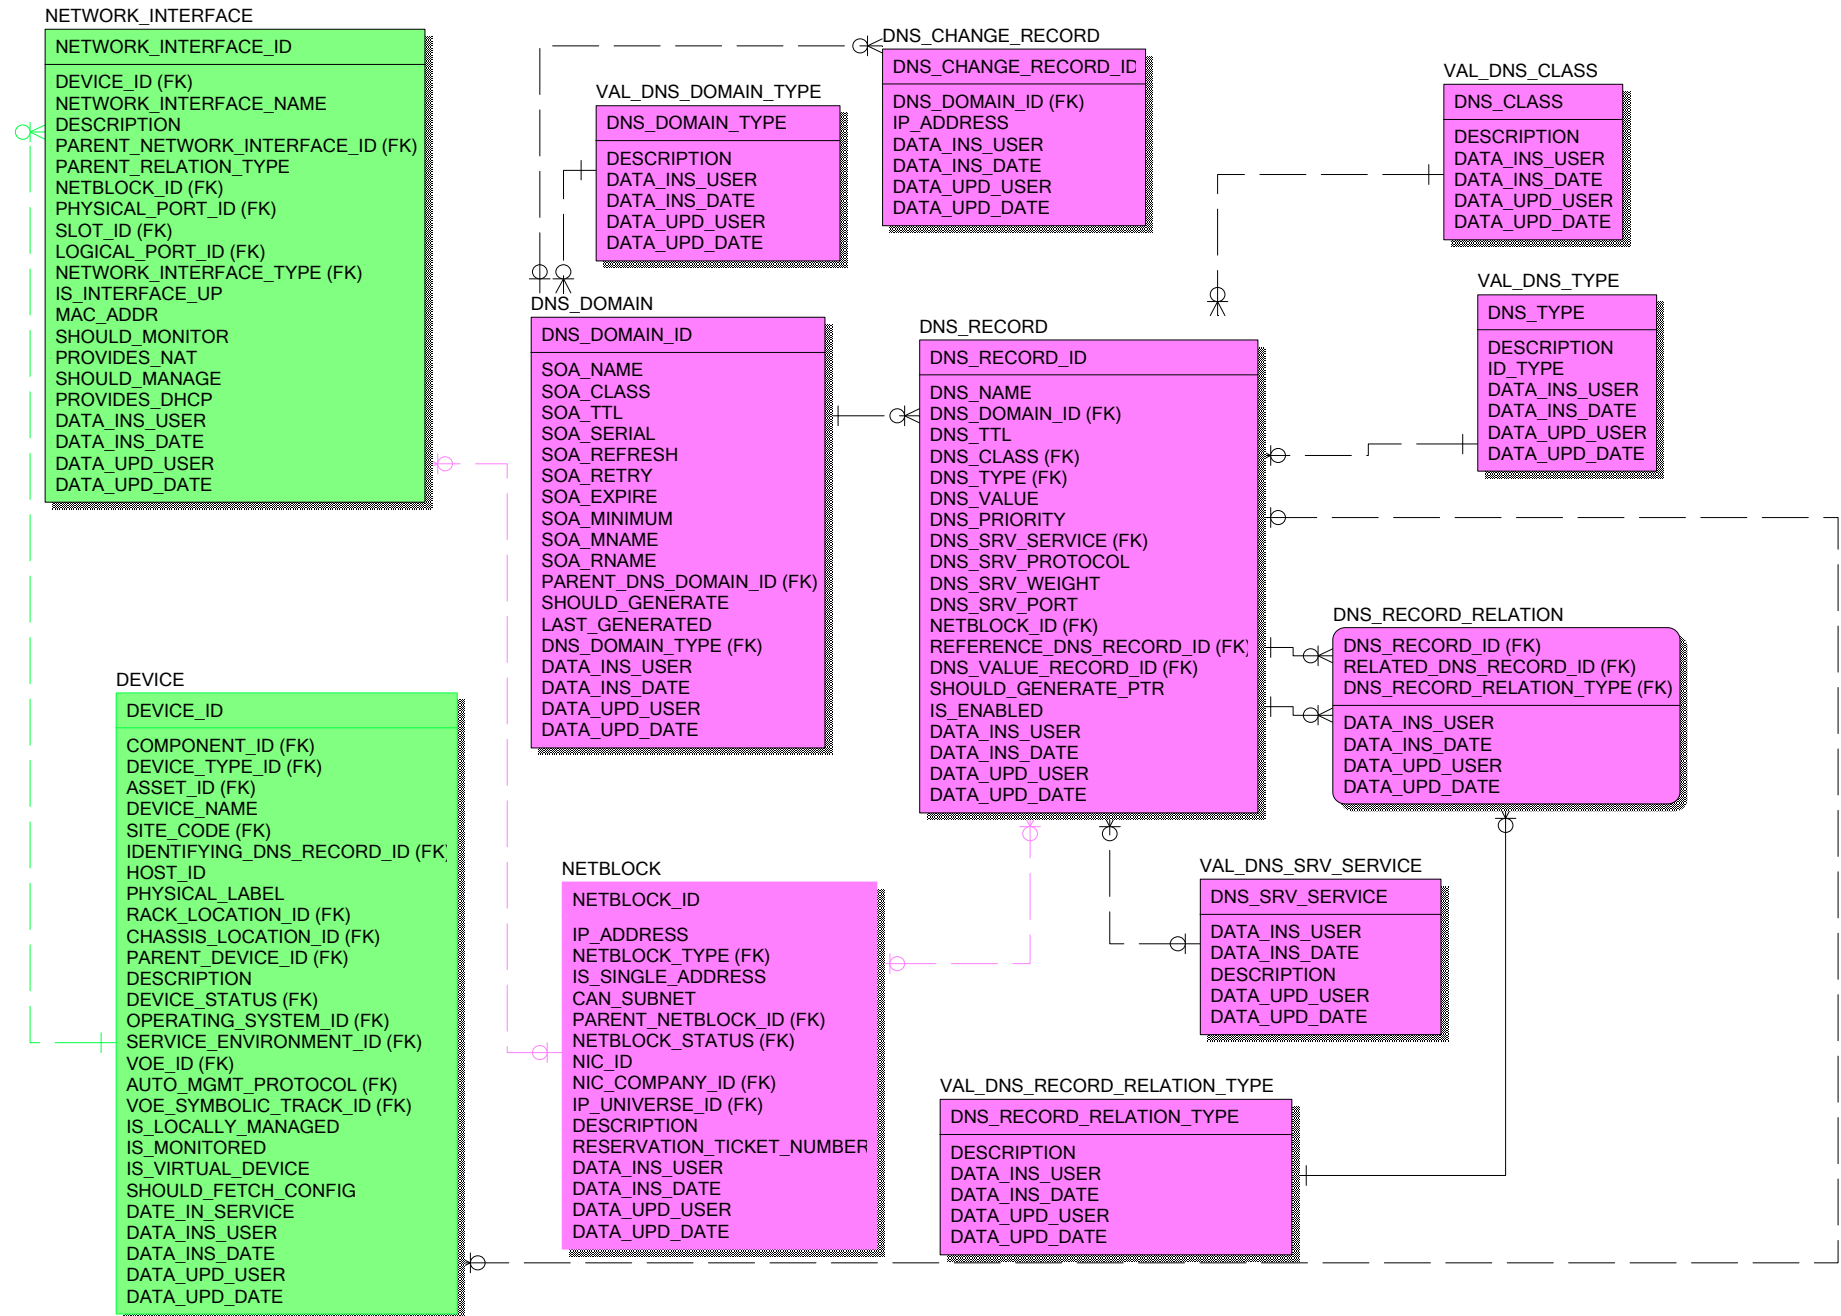 NETWORK_INTERFACE
NETWORK_INTERFACE_ID
DEVICE_ID (FK)
NETWORK_INTERFACE_NAME
DESCRIPTION
PARENT_NETWORK_INTERFACE_ID (FK)
PARENT_RELATION_TYPE
NETBLOCK_ID (FK)
PHYSICAL_PORT_ID (FK)
SLOT_ID (FK)
LOGICAL_PORT_ID (FK)
NETWORK_INTERFACE_TYPE (FK)
IS_INTERFACE_UP
MAC_ADDR
SHOULD_MONITOR
PROVIDES_NAT
SHOULD_MANAGE
PROVIDES_DHCP
DATA_INS_USER
DATA_INS_DATE
DATA_UPD_USER
DATA_UPD_DATE
VAL_DNS_DOMAIN_TYPE
DNS_DOMAIN_TYPE
DESCRIPTION
DATA_INS_USER
DATA_INS_DATE
DATA_UPD_USER
DATA_UPD_DATE
DNS_CHANGE_RECORD
DNS_CHANGE_RECORD_ID
DNS_DOMAIN_ID (FK)
IP_ADDRESS
DATA_INS_USER
DATA_INS_DATE
DATA_UPD_USER
DATA_UPD_DATE
VAL_DNS_CLASS
DNS_CLASS
DESCRIPTION
DATA_INS_USER
DATA_INS_DATE
DATA_UPD_USER
DATA_UPD_DATE
VAL_DNS_TYPE
DNS_TYPE
DESCRIPTION
ID_TYPE
DATA_INS_USER
DATA_INS_DATE
DATA_UPD_USER
DATA_UPD_DATE
DNS_DOMAIN
DNS_DOMAIN_ID
SOA_NAME
SOA_CLASS
SOA_TTL
SOA_SERIAL
SOA_REFRESH
SOA_RETRY
SOA_EXPIRE
SOA_MINIMUM
SOA_MNAME
SOA_RNAME
PARENT_DNS_DOMAIN_ID (FK)
SHOULD_GENERATE
LAST_GENERATED
DNS_DOMAIN_TYPE (FK)
DATA_INS_USER
DATA_INS_DATE
DATA_UPD_USER
DATA_UPD_DATE
DNS_RECORD
DNS_RECORD_ID
DNS_NAME
DNS_DOMAIN_ID (FK)
DNS_TTL
DNS_CLASS (FK)
DNS_TYPE (FK)
DNS_VALUE
DNS_PRIORITY
DNS_SRV_SERVICE (FK)
DNS_SRV_PROTOCOL
DNS_SRV_WEIGHT
DNS_SRV_PORT
NETBLOCK_ID (FK)
REFERENCE_DNS_RECORD_ID (FK)
DNS_VALUE_RECORD_ID (FK)
SHOULD_GENERATE_PTR
IS_ENABLED
DATA_INS_USER
DATA_INS_DATE
DATA_UPD_USER
DATA_UPD_DATE
DNS_RECORD_RELATION
DNS_RECORD_ID (FK)
RELATED_DNS_RECORD_ID (FK)
DNS_RECORD_RELATION_TYPE (FK)
DATA_INS_USER
DATA_INS_DATE
DATA_UPD_USER
DATA_UPD_DATE
DEVICE
DEVICE_ID
COMPONENT_ID (FK)
DEVICE_TYPE_ID (FK)
ASSET_ID (FK)
DEVICE_NAME
SITE_CODE (FK)
IDENTIFYING_DNS_RECORD_ID (FK)
HOST_ID
PHYSICAL_LABEL
RACK_LOCATION_ID (FK)
CHASSIS_LOCATION_ID (FK)
PARENT_DEVICE_ID (FK)
DESCRIPTION
DEVICE_STATUS (FK)
OPERATING_SYSTEM_ID (FK)
SERVICE_ENVIRONMENT_ID (FK)
VOE_ID (FK)
AUTO_MGMT_PROTOCOL (FK)
VOE_SYMBOLIC_TRACK_ID (FK)
IS_LOCALLY_MANAGED
IS_MONITORED
IS_VIRTUAL_DEVICE
SHOULD_FETCH_CONFIG
DATE_IN_SERVICE
DATA_INS_USER
DATA_INS_DATE
DATA_UPD_USER
DATA_UPD_DATE
NETBLOCK
NETBLOCK_ID
IP_ADDRESS
NETBLOCK_TYPE (FK)
IS_SINGLE_ADDRESS
CAN_SUBNET
PARENT_NETBLOCK_ID (FK)
NETBLOCK_STATUS (FK)
NIC_ID
NIC_COMPANY_ID (FK)
IP_UNIVERSE_ID (FK)
DESCRIPTION
RESERVATION_TICKET_NUMBER
DATA_INS_USER
DATA_INS_DATE
DATA_UPD_USER
DATA_UPD_DATE
VAL_DNS_SRV_SERVICE
DNS_SRV_SERVICE
DATA_INS_USER
DATA_INS_DATE
DESCRIPTION
DATA_UPD_USER
DATA_UPD_DATE
VAL_DNS_RECORD_RELATION_TYPE
DNS_RECORD_RELATION_TYPE
DESCRIPTION
DATA_INS_USER
DATA_INS_DATE
DATA_UPD_USER
DATA_UPD_DATE